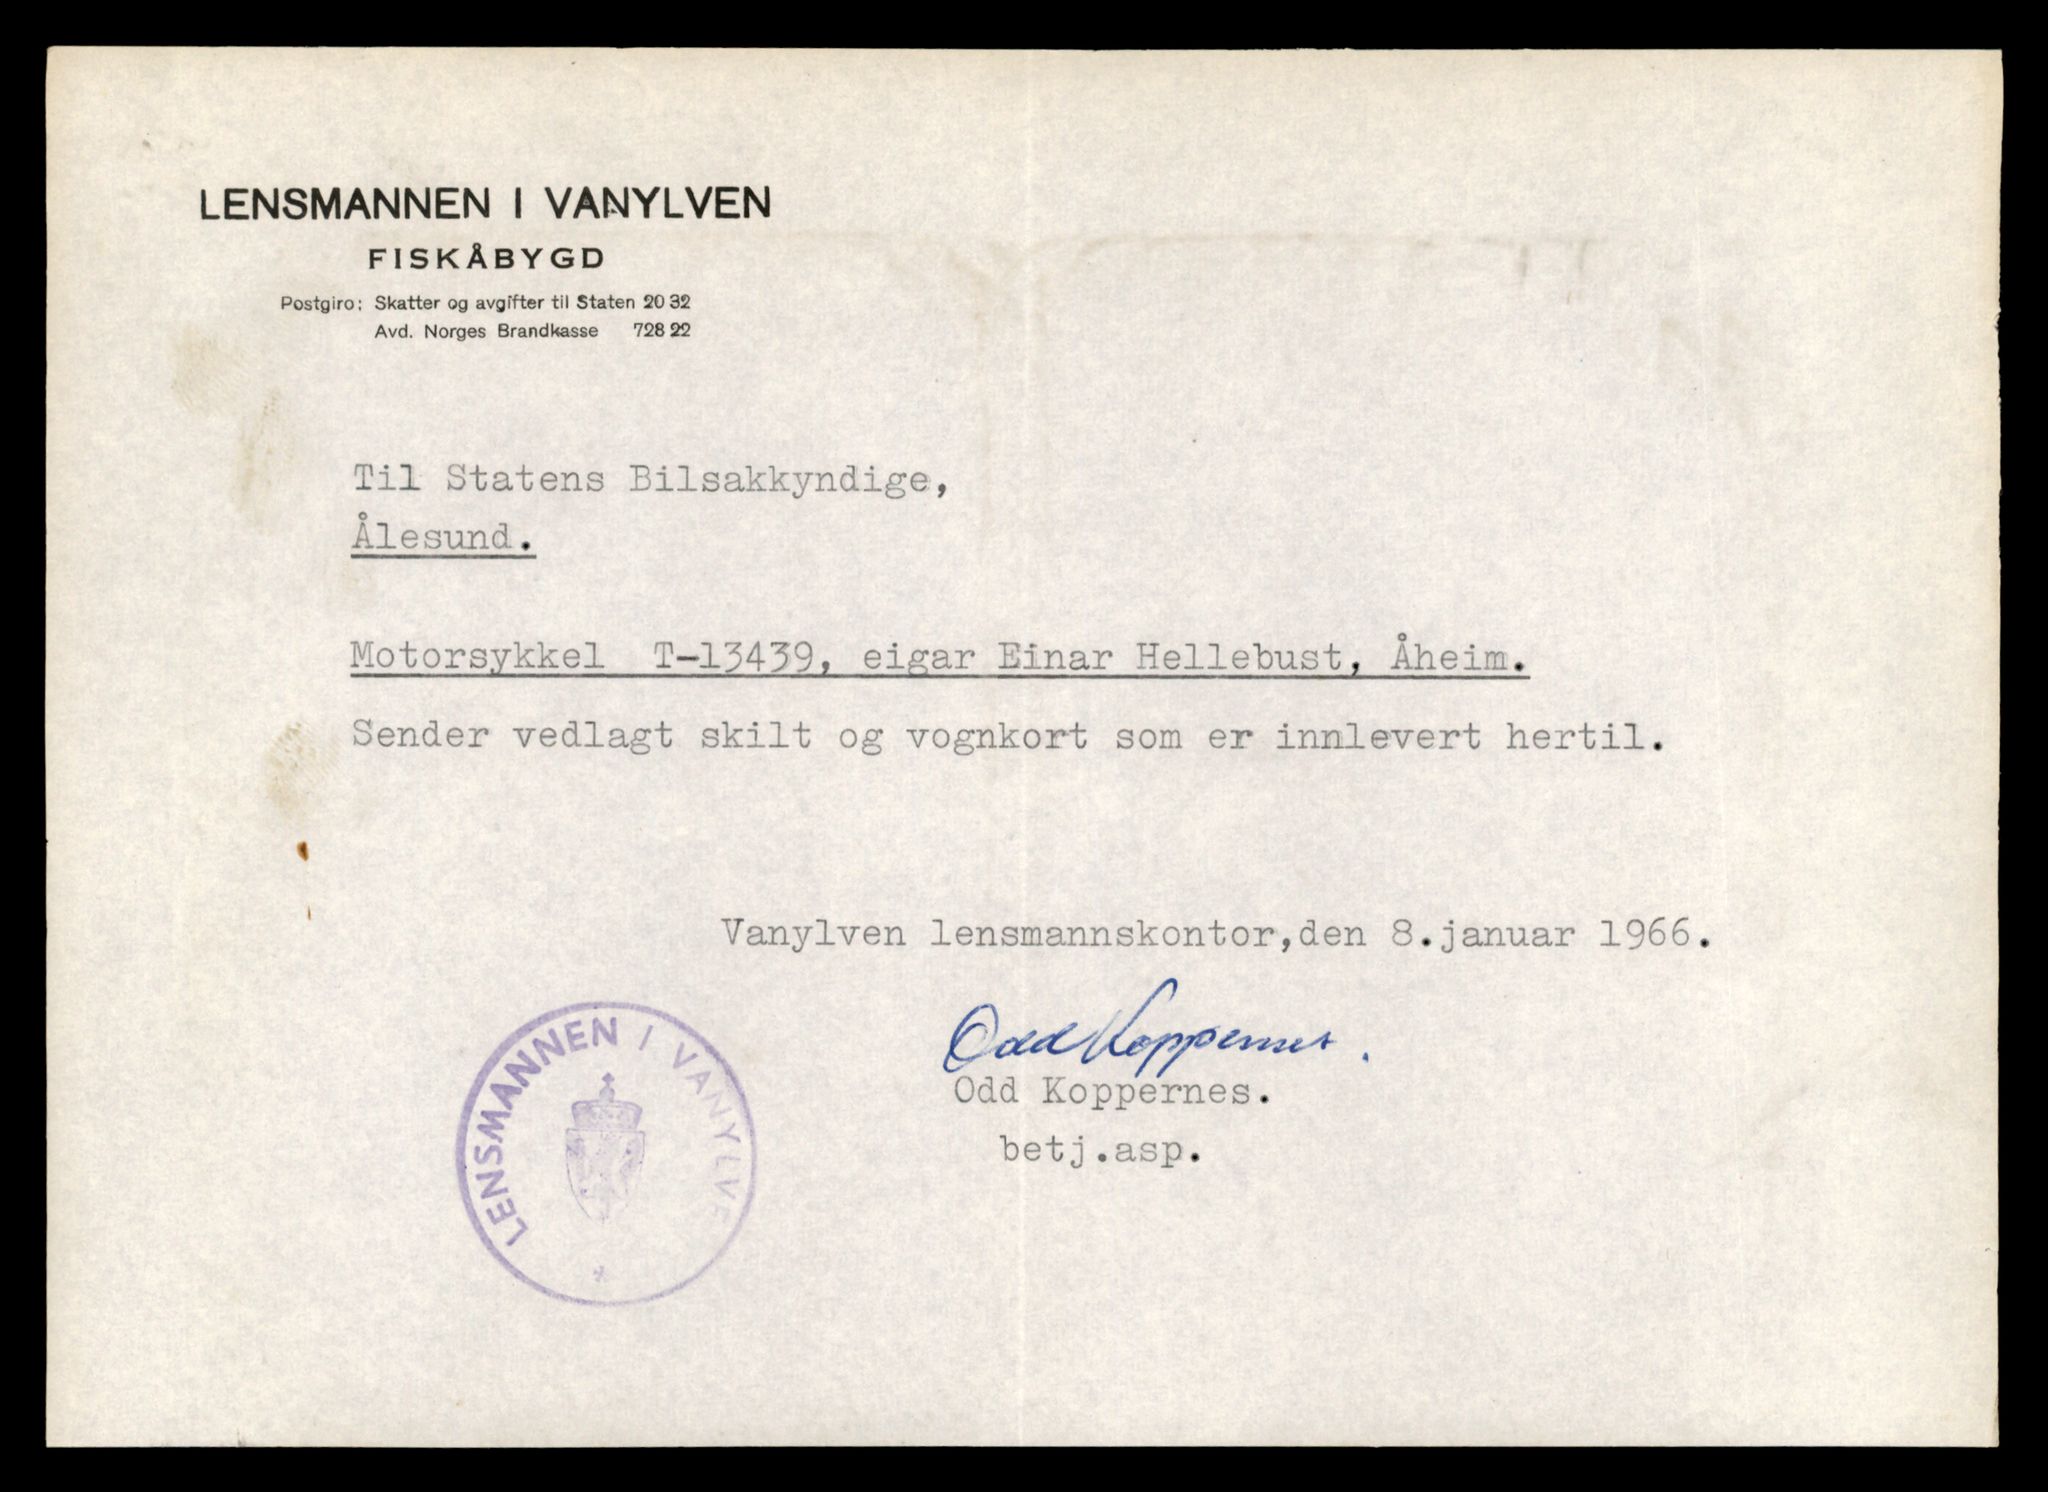 LENSMANNEN I VANYLVEN
FISKÅBYGD
Postgiro: Skatter og avgifter til Staten 20 32
Avd. Norges Brandkasse 728 22
Til Statens Bilsakkyndige,
Ålesund.
Motorsykkel T-13439, eigar Einar Hellebust, Åheim.
Sender vedlagt skilt og vognkort som er innlevert hertil.
Vanylven lensmannskontor,den 8.januar 1966.
Odd Koppernes.
Odd Koppernes.
betj.asp.
LENSMANNEN I VANYLVE